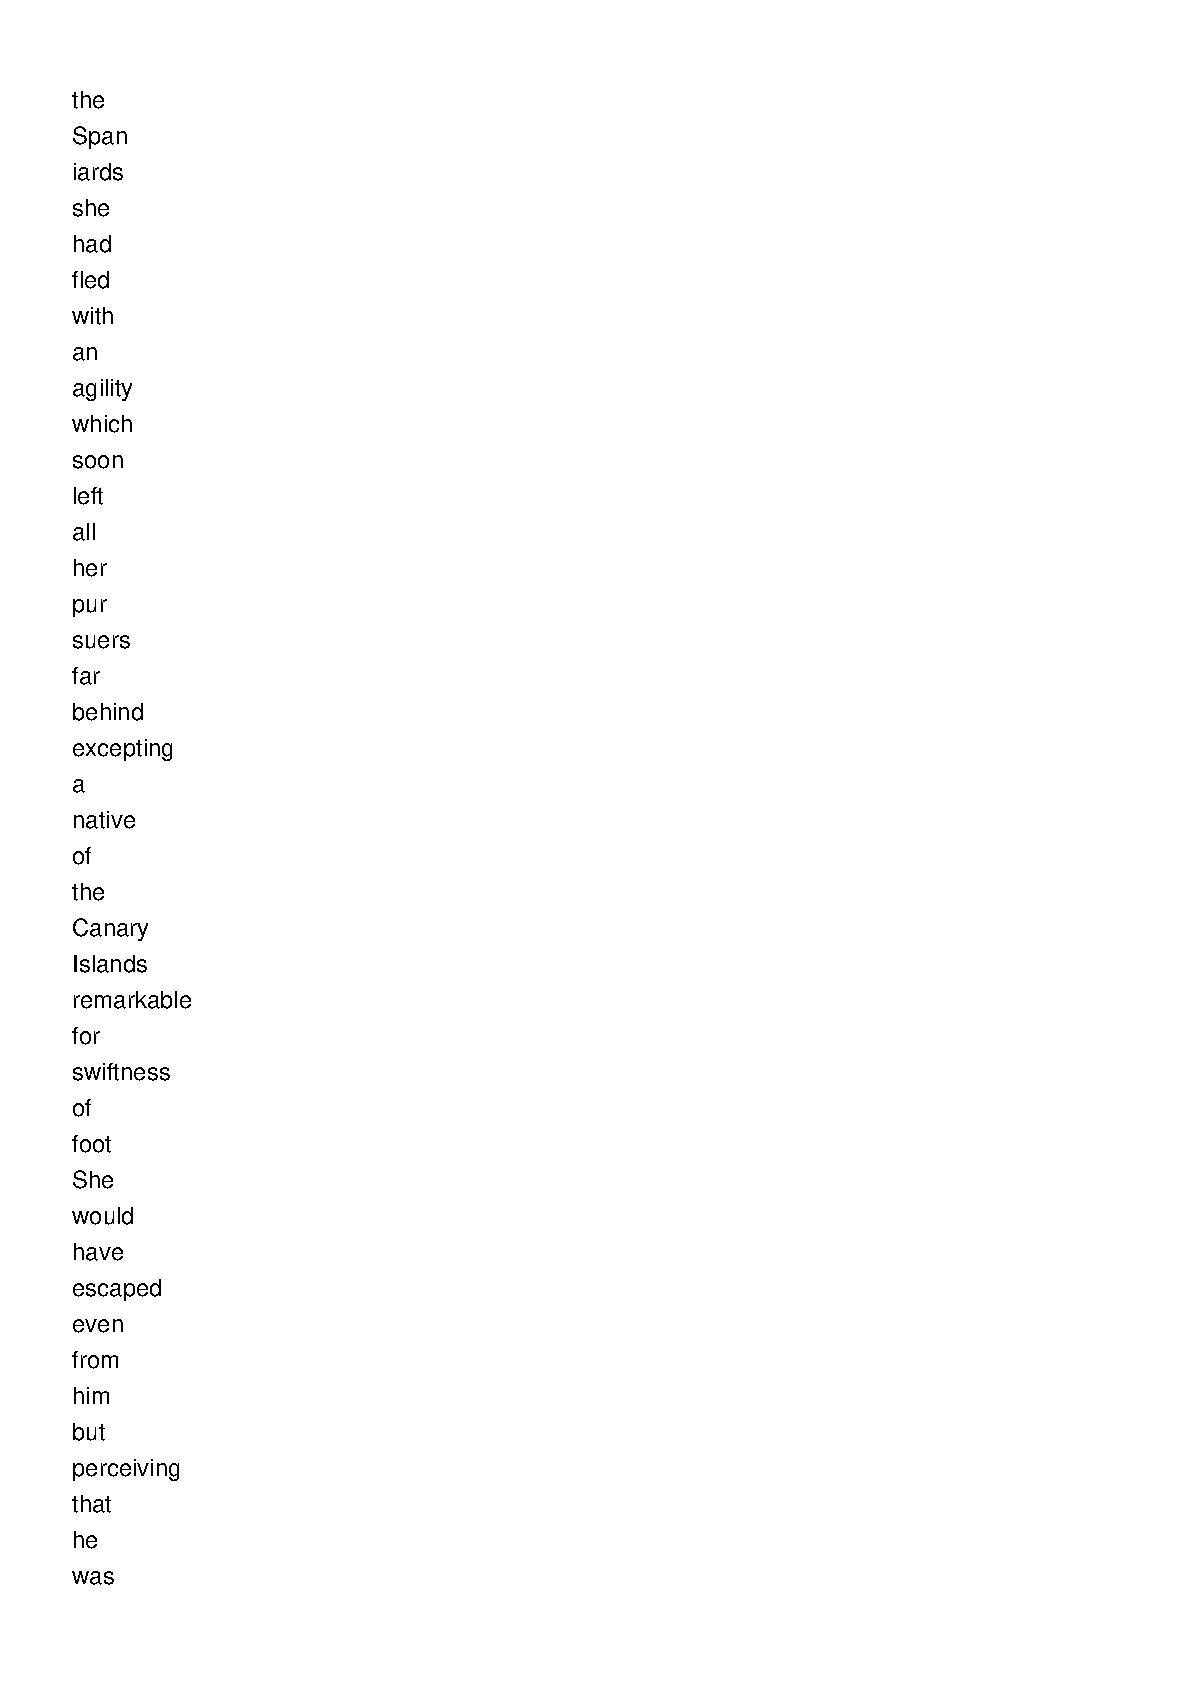 the
Span
iards
she
had
fled
with
an
agility
which
soon
left
all
her
pur
suers
far
behind
excepting
a
native
of
the
Canary
Islands
remarkable
for
swiftness
of
foot
She
would
have
escaped
even
from
him
but
perceiving
that
he
was